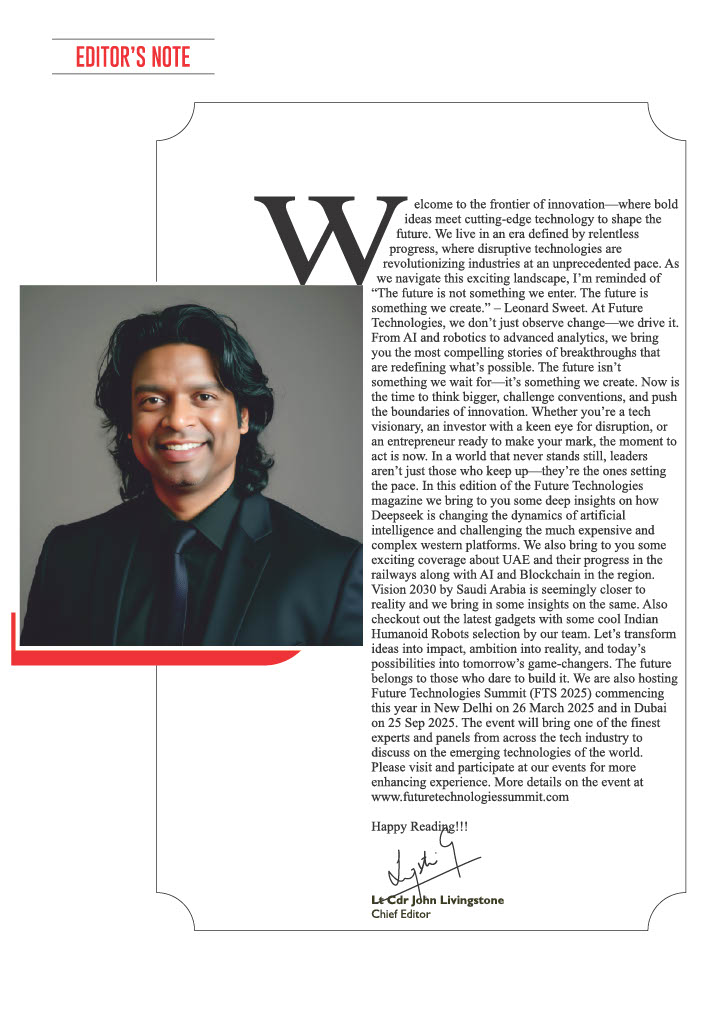 EDITOR'S NOTE
Welcome to the frontier of innovation—where bold
ideas meet cutting-edge technology to shape the
future. We live in an era defined by relentless
progress, where disruptive technologies are
revolutionizing industries at an unprecedented pace. As
we navigate this exciting landscape, I'm reminded of
“The future is not something we enter. The future is
something we create.” – Leonard Sweet. At Future
Technologies, we don't just observe change—we drive it.
From AI and robotics to advanced analytics, we bring
you the most compelling stories of breakthroughs that
are redefining what's possible. The future isn't
something we wait for—it's something we create. Now is
the time to think bigger, challenge conventions, and push
the boundaries of innovation. Whether you're a tech
visionary, an investor with a keen eye for disruption, or
an entrepreneur ready to make your mark, the moment to
act is now. In a world that never stands still, leaders
aren't just those who keep up—they're the ones setting
the pace. In this edition of the Future Technologies
magazine we bring to you some deep insights on how
Deepseek is changing the dynamics of artificial
intelligence and challenging the much expensive and
complex western platforms. We also bring to you some
exciting coverage about UAE and their progress in the
railways along with AI and Blockchain in the region.
Vision 2030 by Saudi Arabia is seemingly closer to
reality and we bring in some insights on the same. Also
checkout out the latest gadgets with some cool Indian
Humanoid Robots selection by our team. Let's transform
ideas into impact, ambition into reality, and today's
possibilities into tomorrow's game-changers. The future
belongs to those who dare to build it. We are also hosting
Future Technologies Summit (FTS 2025) commencing
this year in New Delhi on 26 March 2025 and in Dubai
on 25 Sep 2025. The event will bring one of the finest
experts and panels from across the tech industry to
discuss on the emerging technologies of the world.
Please visit and participate at our events for more
enhancing experience. More details on the event at
www.futuretechnologiessummit.com
Happy Reading!!!
Lt Cdr John Livingstone
Chief Editor